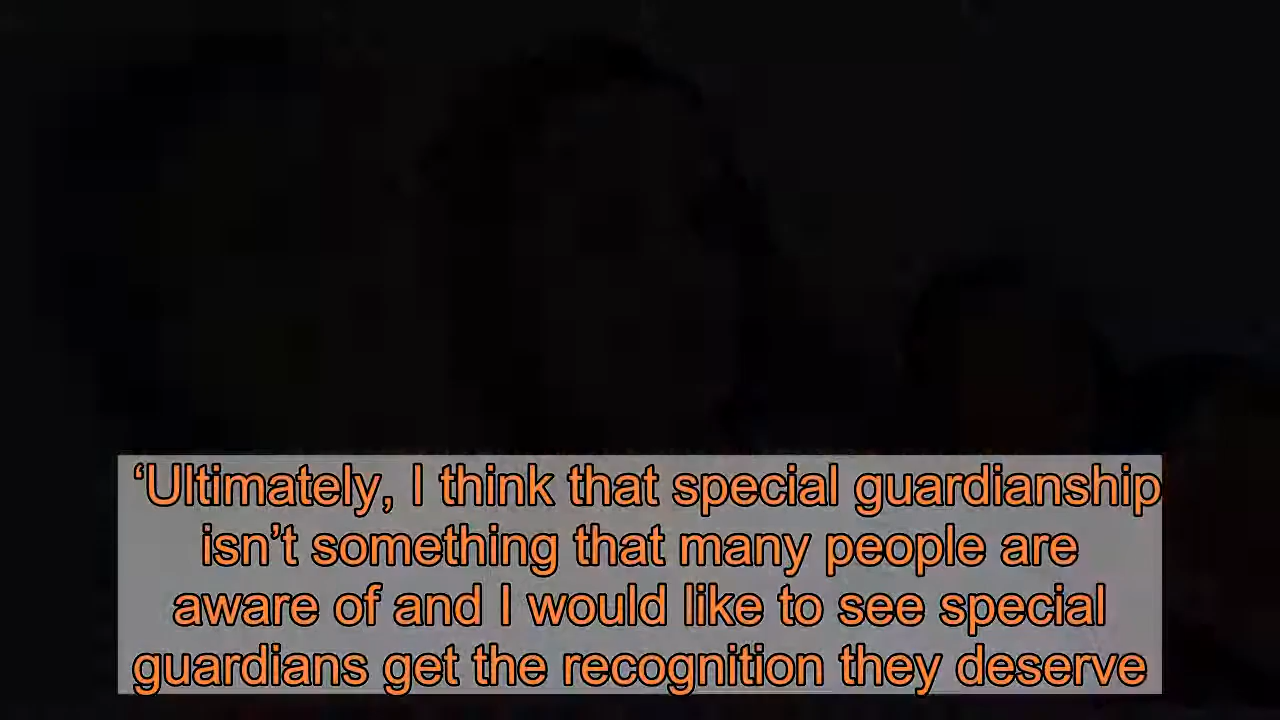 ‘Ultimately, I think that special guardianship
isn’t something that many people are
aware of and I would like to see special
guardians get the recognition they deserve